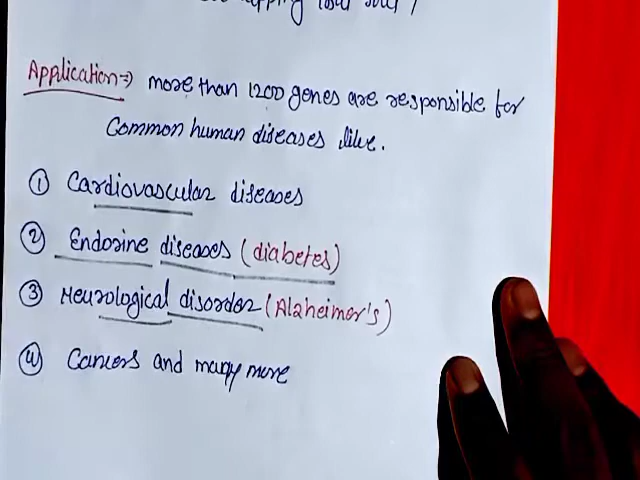 Application => more than 1200 genes are responsible for
Common human diseases like.
① Cardiovascular diseases
② Endosine diseases (diabetes)
③ Neurological disorder (Alzheimer's)
④ Cancers and many more